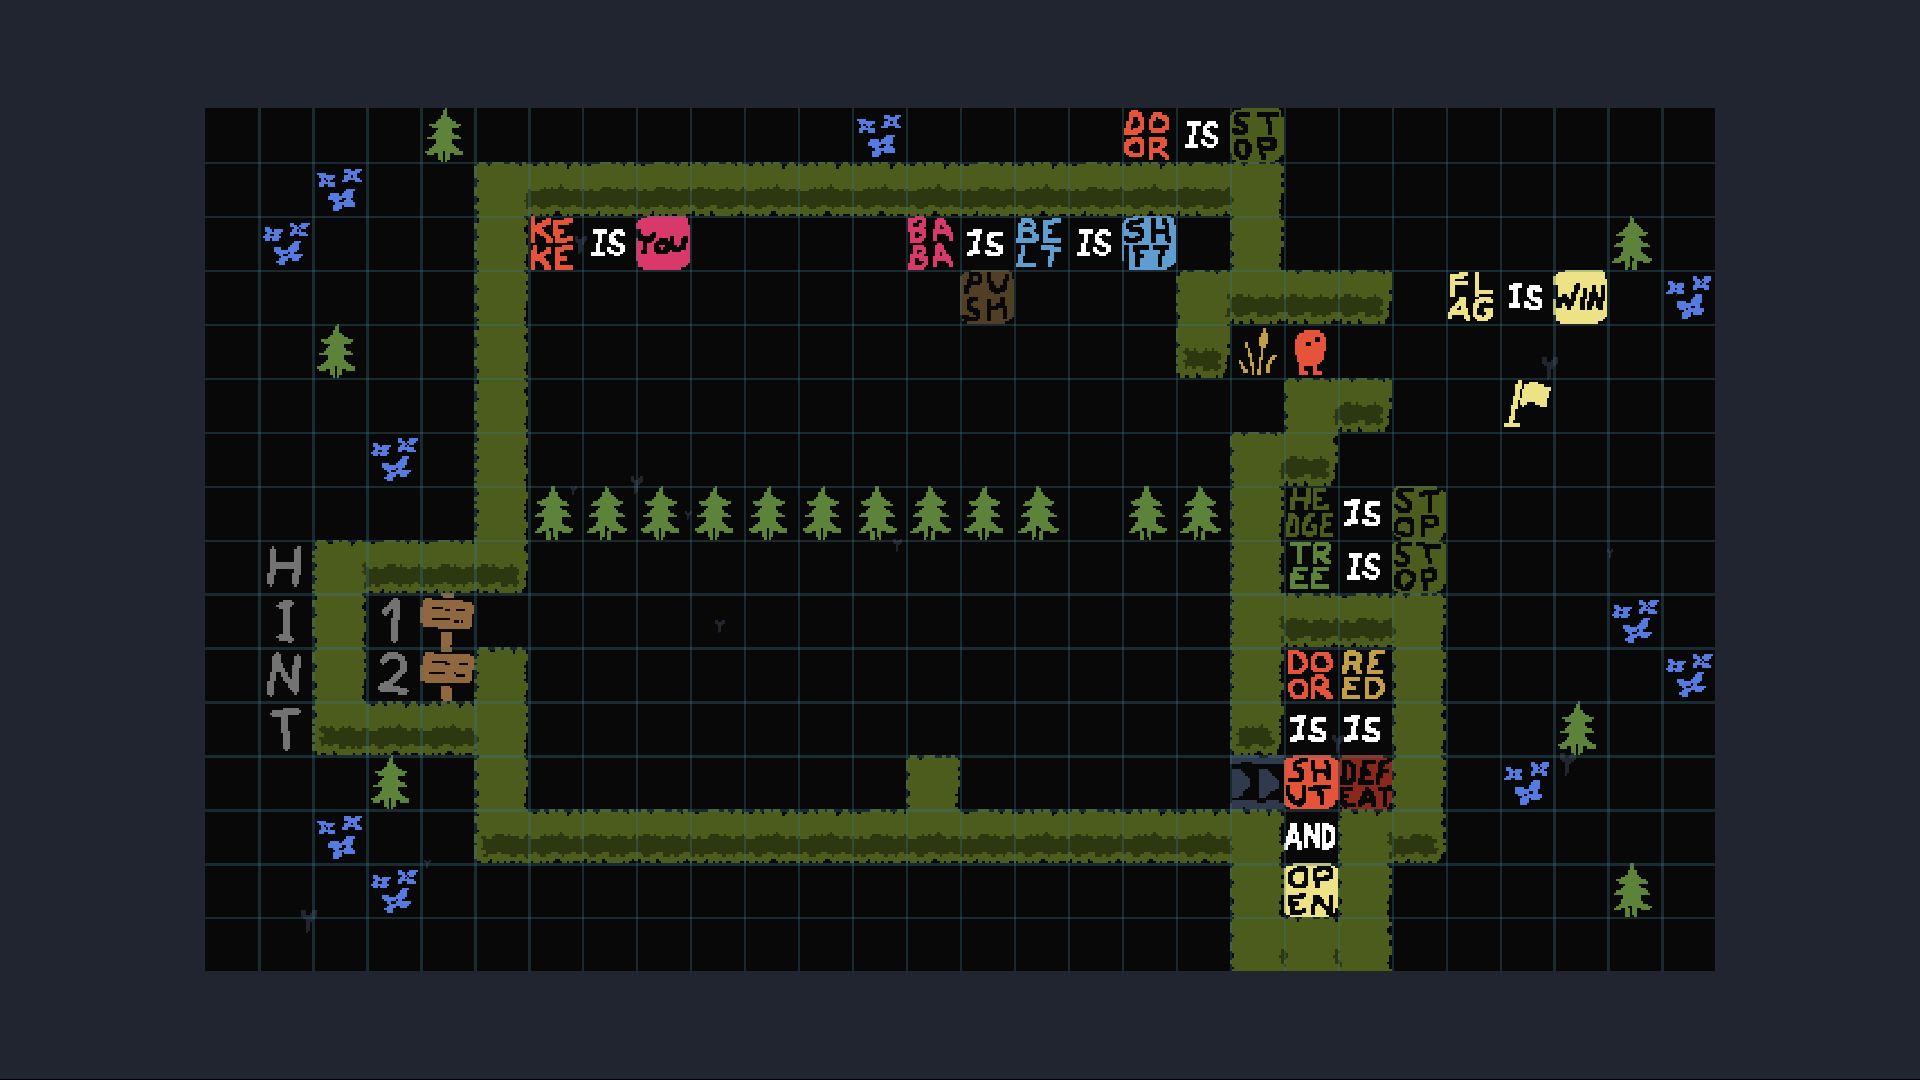 DOOR IS STOP
KEKE IS YOU
BABA IS BELT IS SHIFT
PUSH
FLAG IS WIN
HEDGE IS STOP
TREE IS STOP
HINT
1
2
DOOR REED
IS IS
SHUT DEFEAT
AND
OPEN